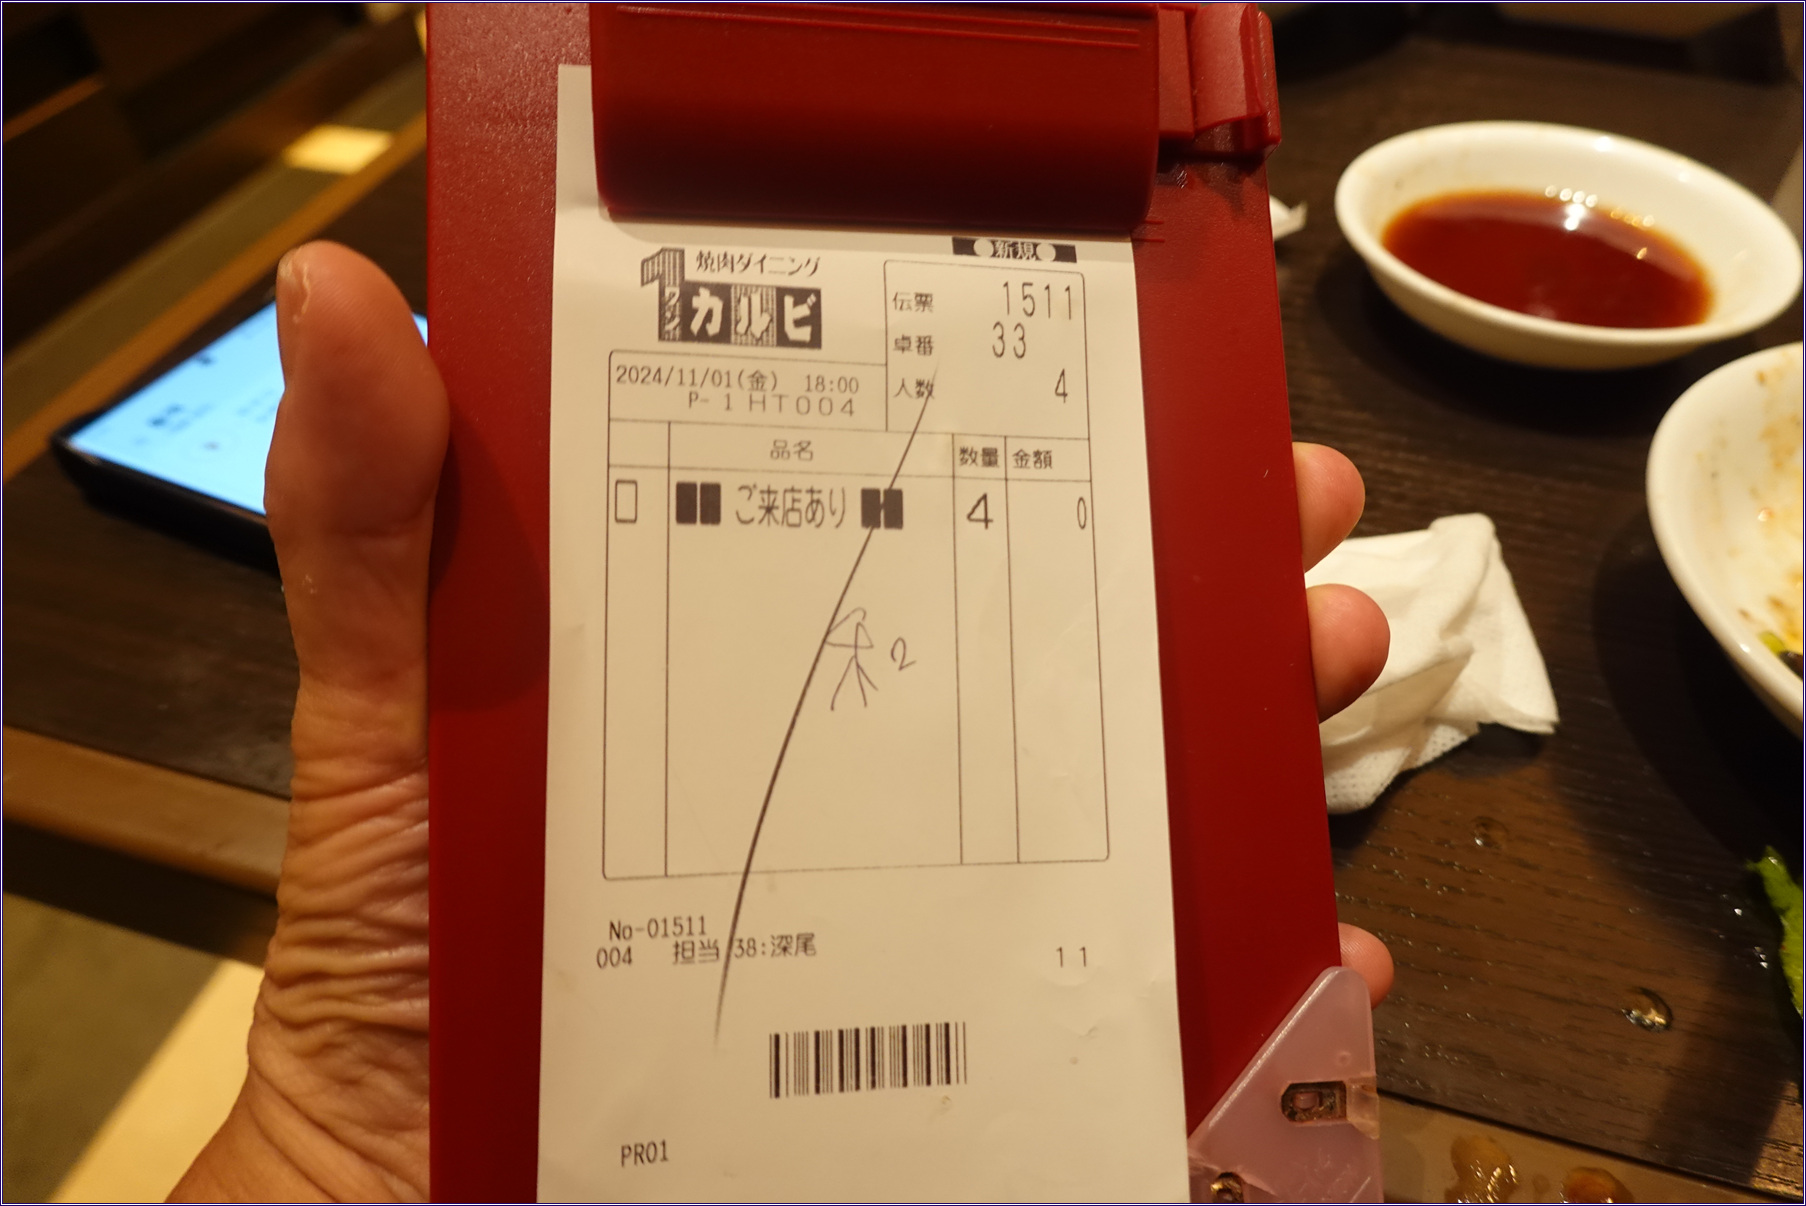 ●新規●
焼肉ダイニング
1
ワン
カルビ
伝票 1511
卓番 33
人数 4
2024/11/01(金) 18:00
P-1HT004
品名 数量 金額
□ ■■ ご来店あり ■■ 4 0
2
No-01511
004 担当 38:深尾 11
PR01